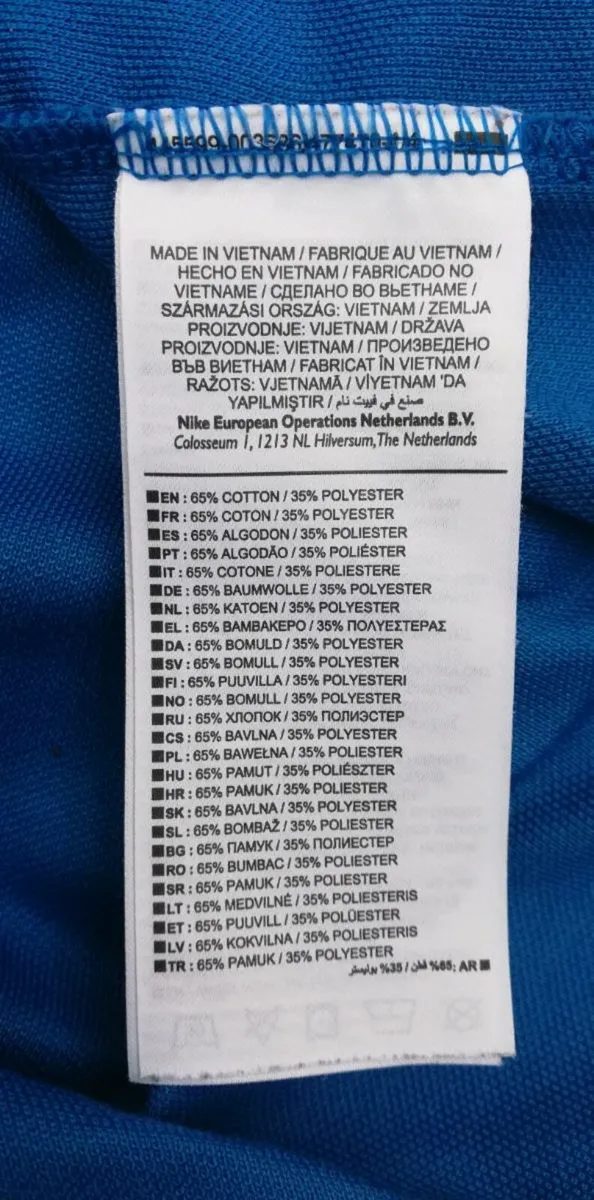 MADE IN VIETNAM / FABRIQUE AU VIETNAM /
HECHO EN VIETNAM / FABRICADO NO
VIETNAME / СДЕЛАНО ВО ВЬЕТНАМЕ /
SZÁRMAZÁSI ORSZÁG: VIETNAM / ZEMLJA
PROIZVODNJE: VIJETNAM / DRŽAVA
PROIZVODNJE: VIETNAM / ПРОИЗВЕДЕНО
ВЪВ ВИЕТНАМ / FABRICAT ÎN VIETNAM /
RAŽOTS: VJETNAMĀ / VİYETNAM 'DA
YAPILMIŞTIR / صنع في فييت نام
Nike European Operations Netherlands B.V.
Colosseum 1, 1213 NL Hilversum, The Netherlands
EN : 65% COTTON / 35% POLYESTER
FR : 65% COTON / 35% POLYESTER
ES : 65% ALGODON / 35% POLIESTER
PT : 65% ALGODÃO / 35% POLIÉSTER
IT : 65% COTONE / 35% POLIESTERE
DE : 65% BAUMWOLLE / 35% POLYESTER
NL : 65% KATOEN / 35% POLYESTER
EL : 65% ΒΑΜΒΑΚΕΡΟ / 35% ΠΟΛΥΕΣΤΕΡΑΣ
DA : 65% BOMULD / 35% POLYESTER
SV : 65% BOMULL / 35% POLYESTER
FI : 65% PUUVILLA / 35% POLYESTERI
NO : 65% BOMULL / 35% POLYESTER
RU : 65% ХЛОПОК / 35% ПОЛИЭСТЕР
CS : 65% BAVLNA / 35% POLYESTER
PL : 65% BAWEŁNA / 35% POLYESTER
HU : 65% PAMUT / 35% POLIÉSZTER
HR : 65% PAMUK / 35% POLIESTER
SK : 65% BAVLNA / 35% POLYESTER
SL : 65% BOMBAŽ / 35% POLIESTER
BG : 65% ПАМУК / 35% ПОЛИЕСТЕР
RO : 65% BUMBAC / 35% POLIESTER
SR : 65% PAMUK / 35% POLIESTER
LT : 65% MEDVILNĖ / 35% POLIESTERIS
ET : 65% PUUVILL / 35% POLÜESTER
LV : 65% KOKVILNA / 35% POLIESTERIS
TR : 65% PAMUK / 35% POLYESTER
AR :65% قطن / 35% بوليستر